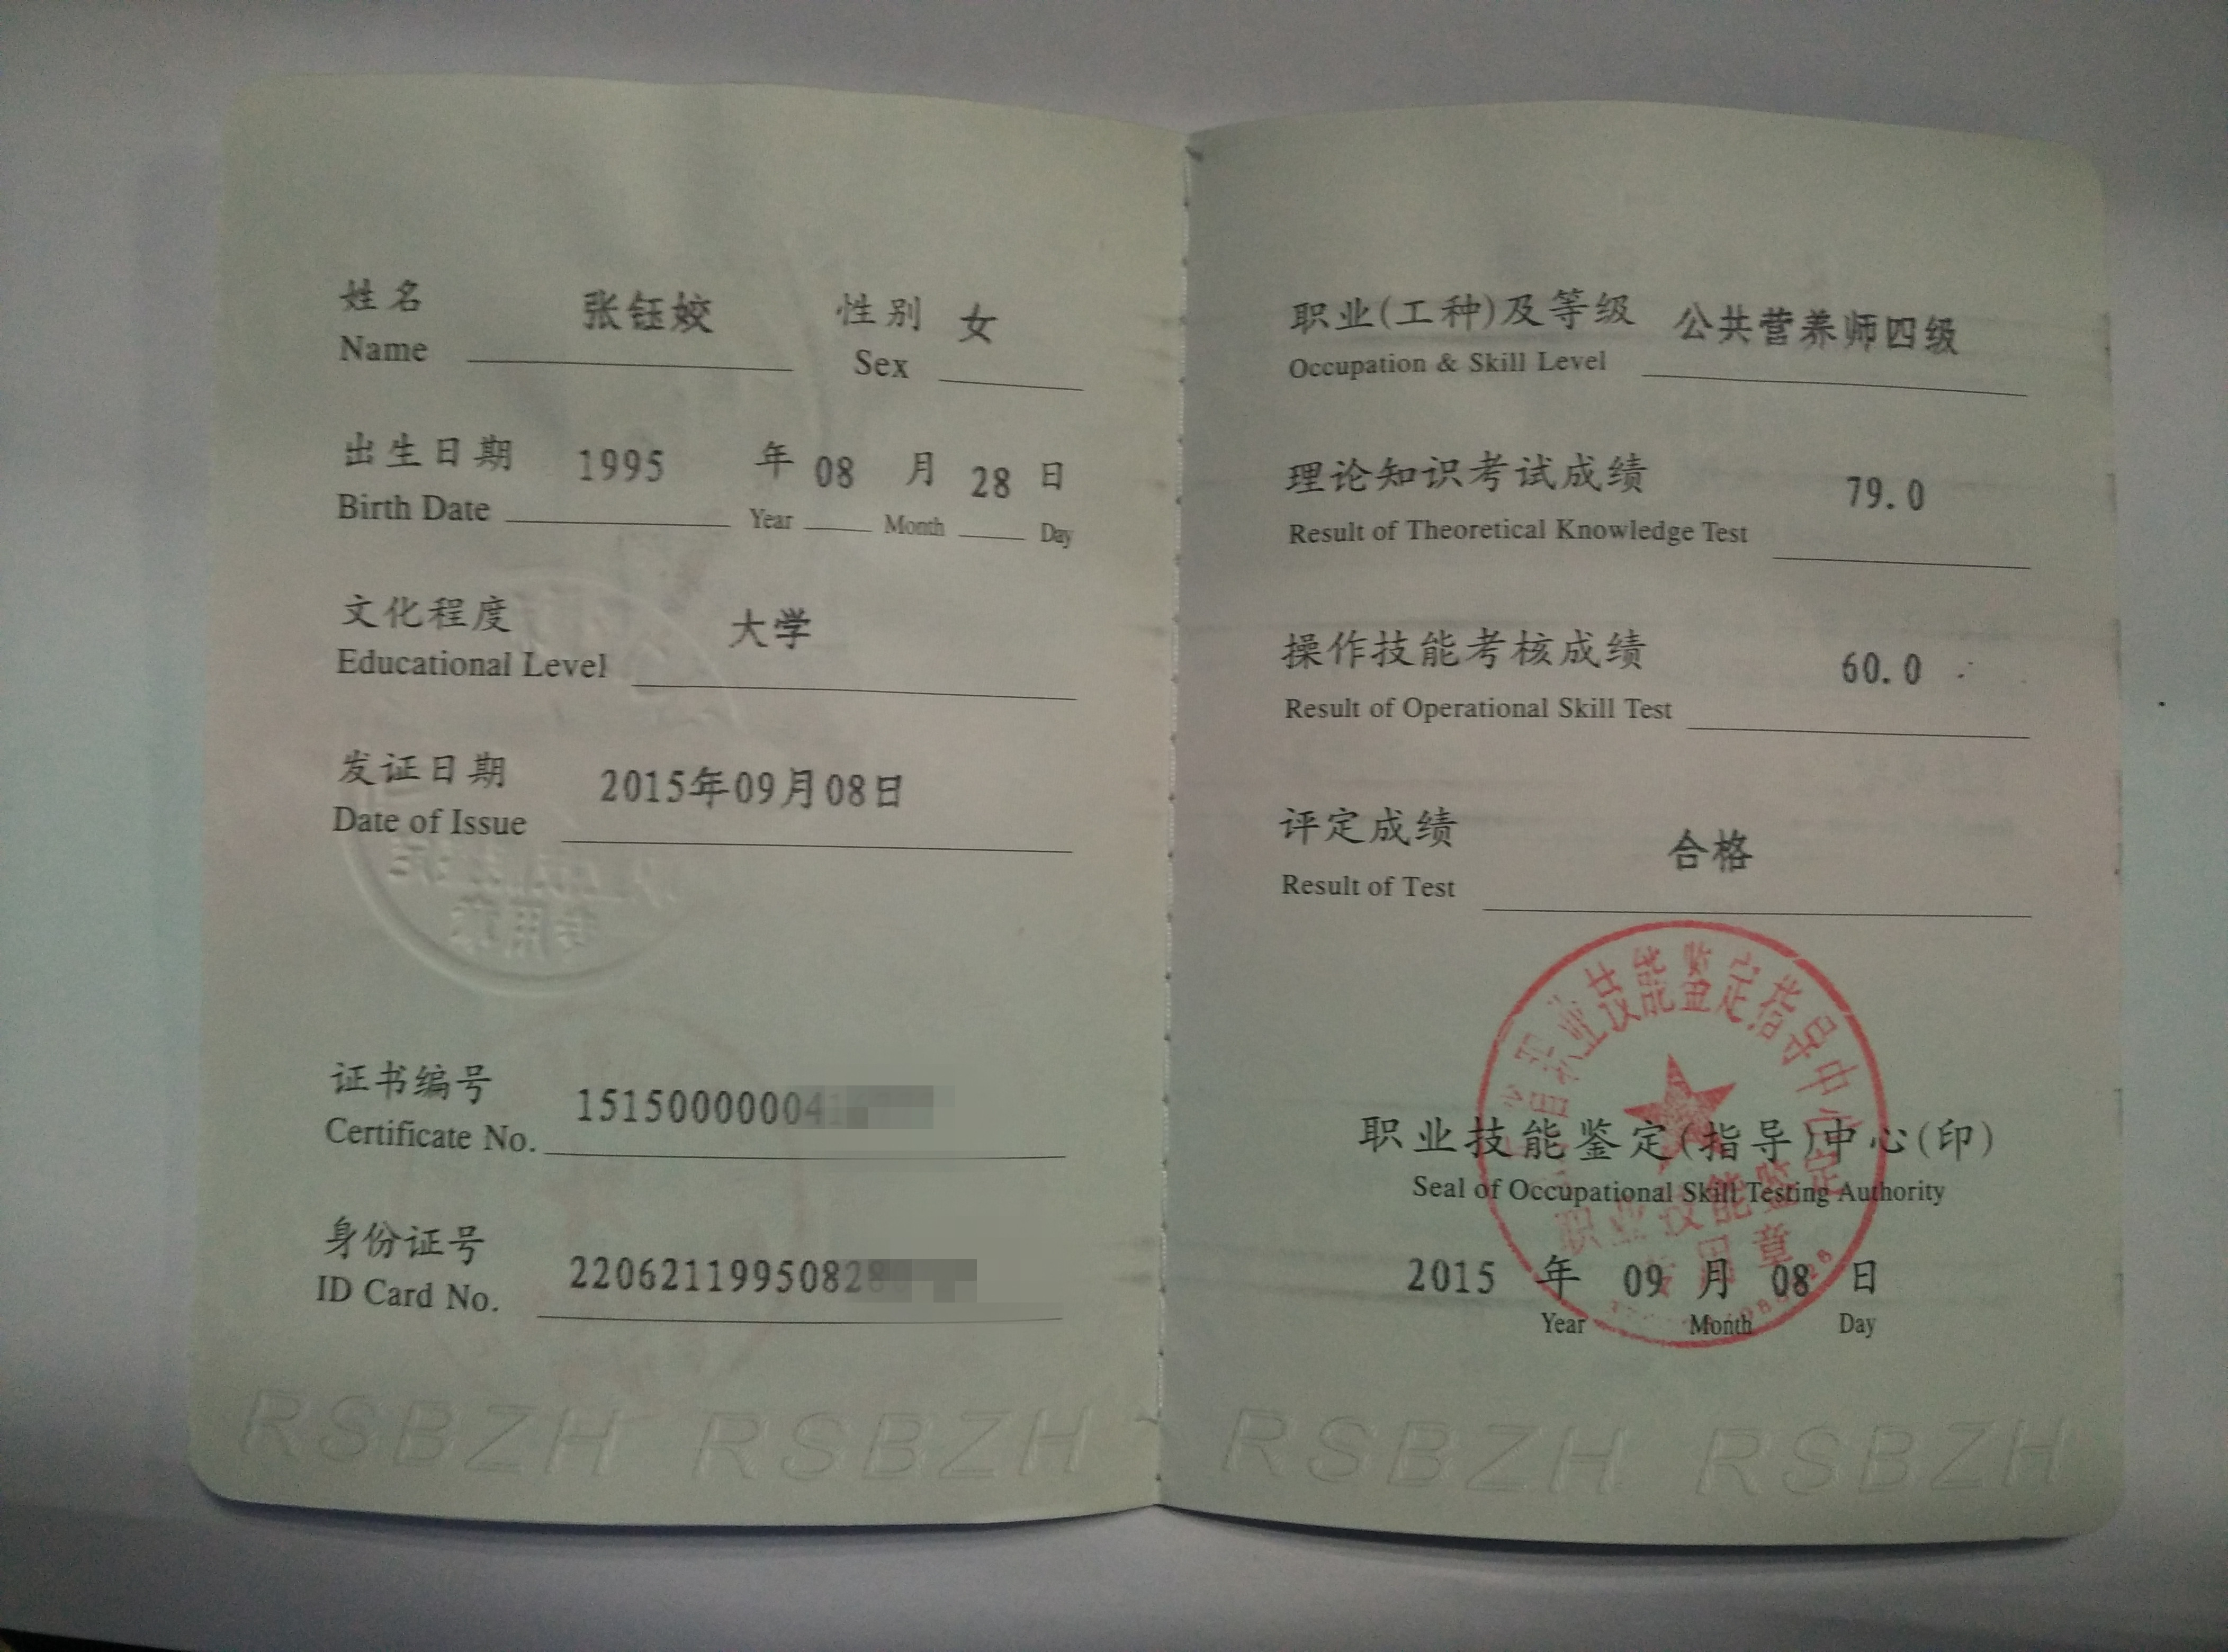 姓名 张钰姣 性别 女
Name Sex
出生日期 1995 年 08 月 28 日
Birth Date Year Month Day
文化程度 大学
Educational Level
发证日期 2015年09月08日
Date of Issue
证书编号 1515000000
Certificate No.
身份证号 22062119950828
ID Card No.
RSBZH RSBZH
职业(工种)及等级 公共营养师四级
Occupation & Skill Level
理论知识考试成绩 79.0
Result of Theoretical Knowledge Test
操作技能考核成绩 60.0
Result of Operational Skill Test
评定成绩 合格
Result of Test
省职业技能鉴定指导中心
职业技能鉴定(指导)中心(印)
Seal of Occupational Skill Testing Authority
职业技能鉴定
专用章
2015 年 09 月 08 日
Year Month Day
RSBZH RSBZH